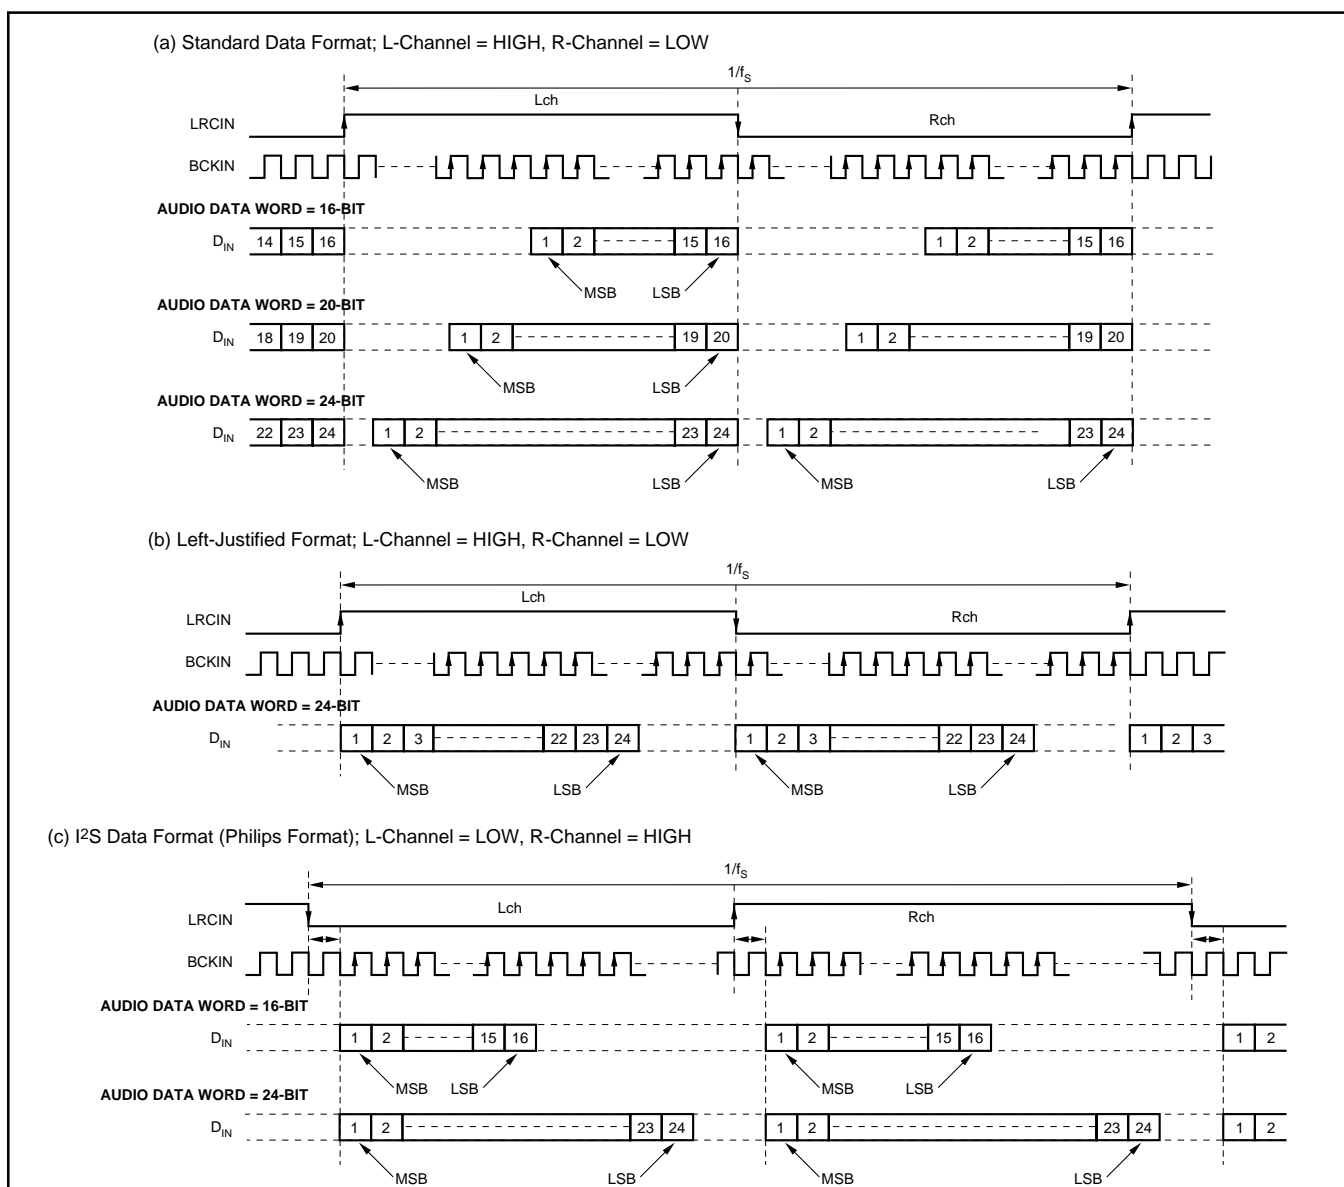 (a) Standard Data Format; L-Channel = HIGH, R-Channel = LOW
1/fS
Lch
Rch
LRCIN
BCKIN
AUDIO DATA WORD = 16-BIT
DIN 14 15 16 1 2 15 16 1 2 15 16
MSB LSB
AUDIO DATA WORD = 20-BIT
DIN 18 19 20 1 2 19 20 1 2 19 20
MSB LSB
AUDIO DATA WORD = 24-BIT
DIN 22 23 24 1 2 23 24 1 2 23 24
MSB LSB MSB LSB
(b) Left-Justified Format; L-Channel = HIGH, R-Channel = LOW
1/fS
Lch
Rch
LRCIN
BCKIN
AUDIO DATA WORD = 24-BIT
DIN 1 2 3 22 23 24 1 2 3 22 23 24 1 2 3
MSB LSB MSB LSB
(c) I2S Data Format (Philips Format); L-Channel = LOW, R-Channel = HIGH
1/fS
Lch
Rch
LRCIN
BCKIN
AUDIO DATA WORD = 16-BIT
DIN 1 2 15 16 1 2 15 16 1 2
MSB LSB MSB LSB
AUDIO DATA WORD = 24-BIT
DIN 1 2 23 24 1 2 23 24 1 2
MSB LSB MSB LSB